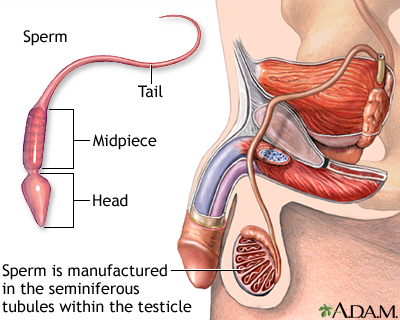 Sperm
Tail
Midpiece
Head
Sperm is manufactured
in the seminiferous
tubules within the testicle
A.D.A.M.